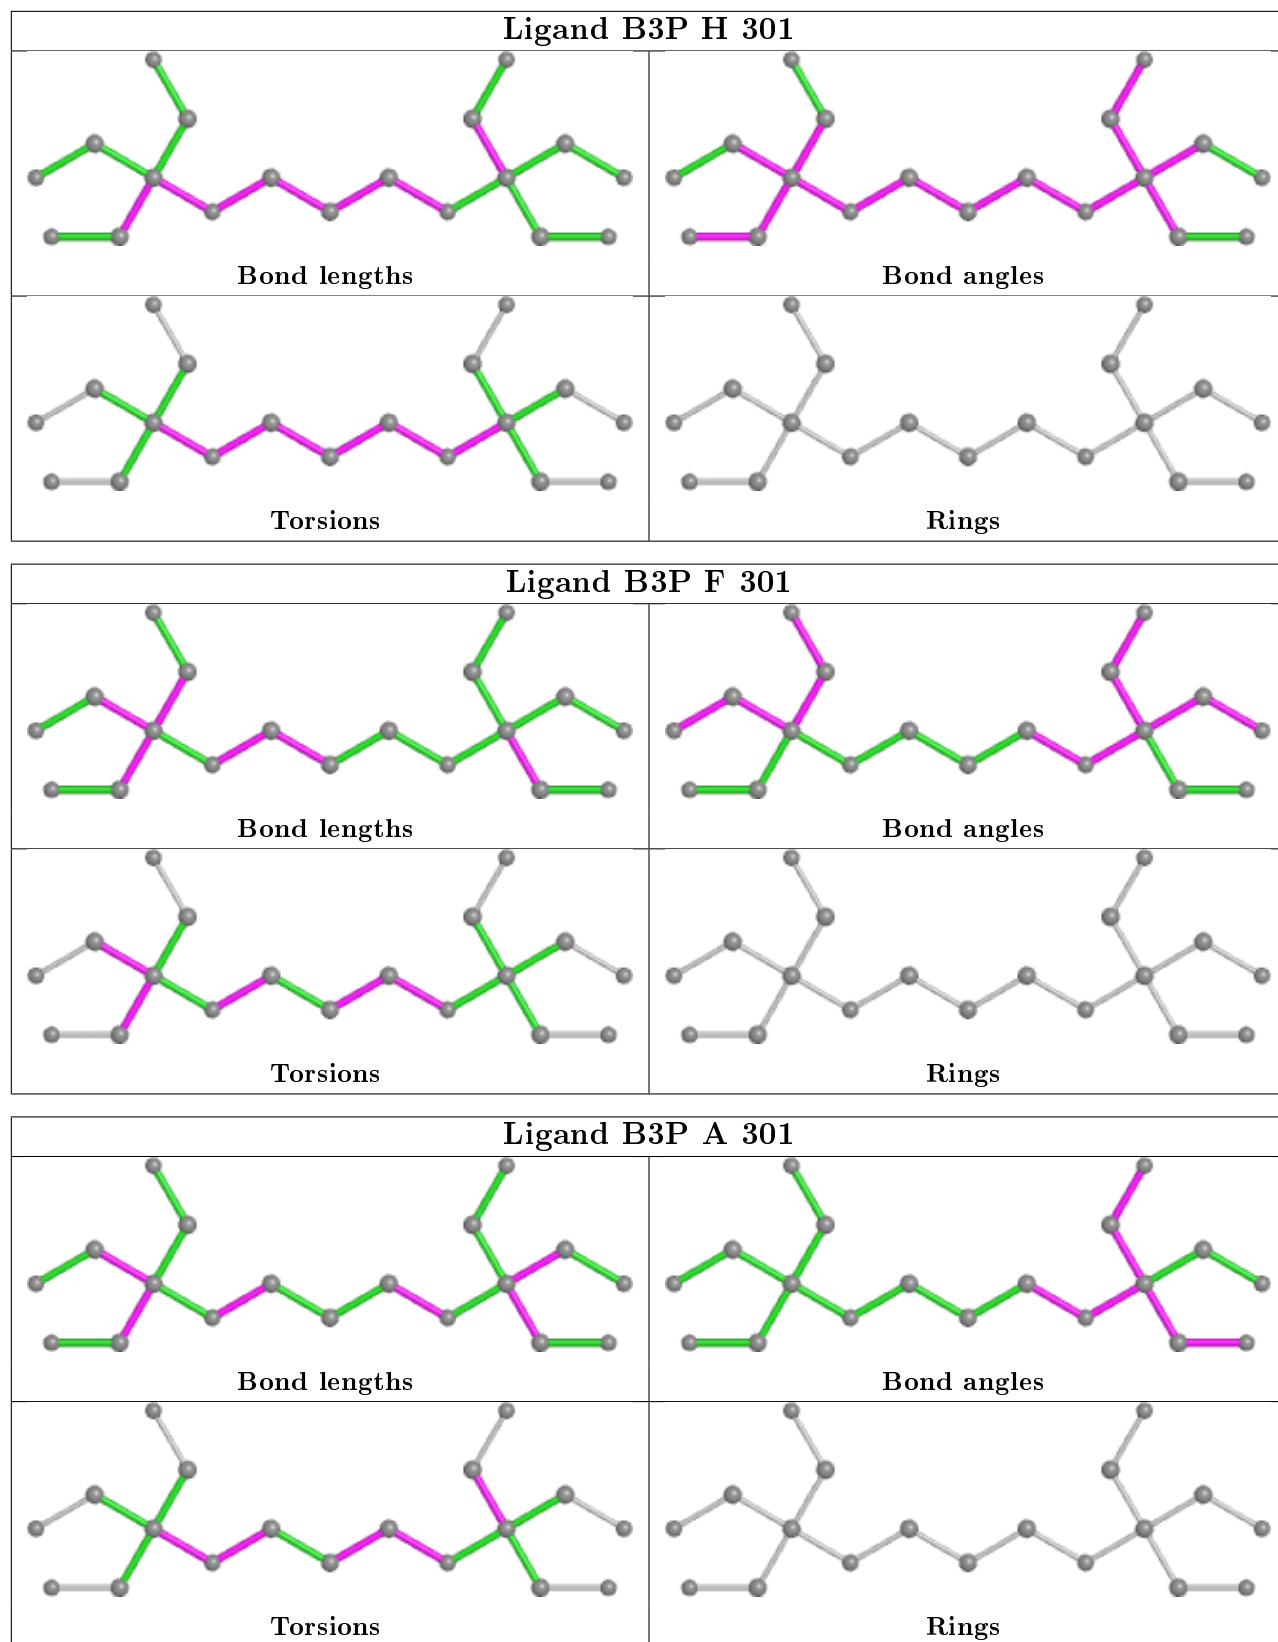 Ligand B3P H 301
Bond lengths
Bond angles
Torsions
Rings
Ligand B3P F 301
Bond lengths
Bond angles
Torsions
Rings
Ligand B3P A 301
Bond lengths
Bond angles
Torsions
Rings